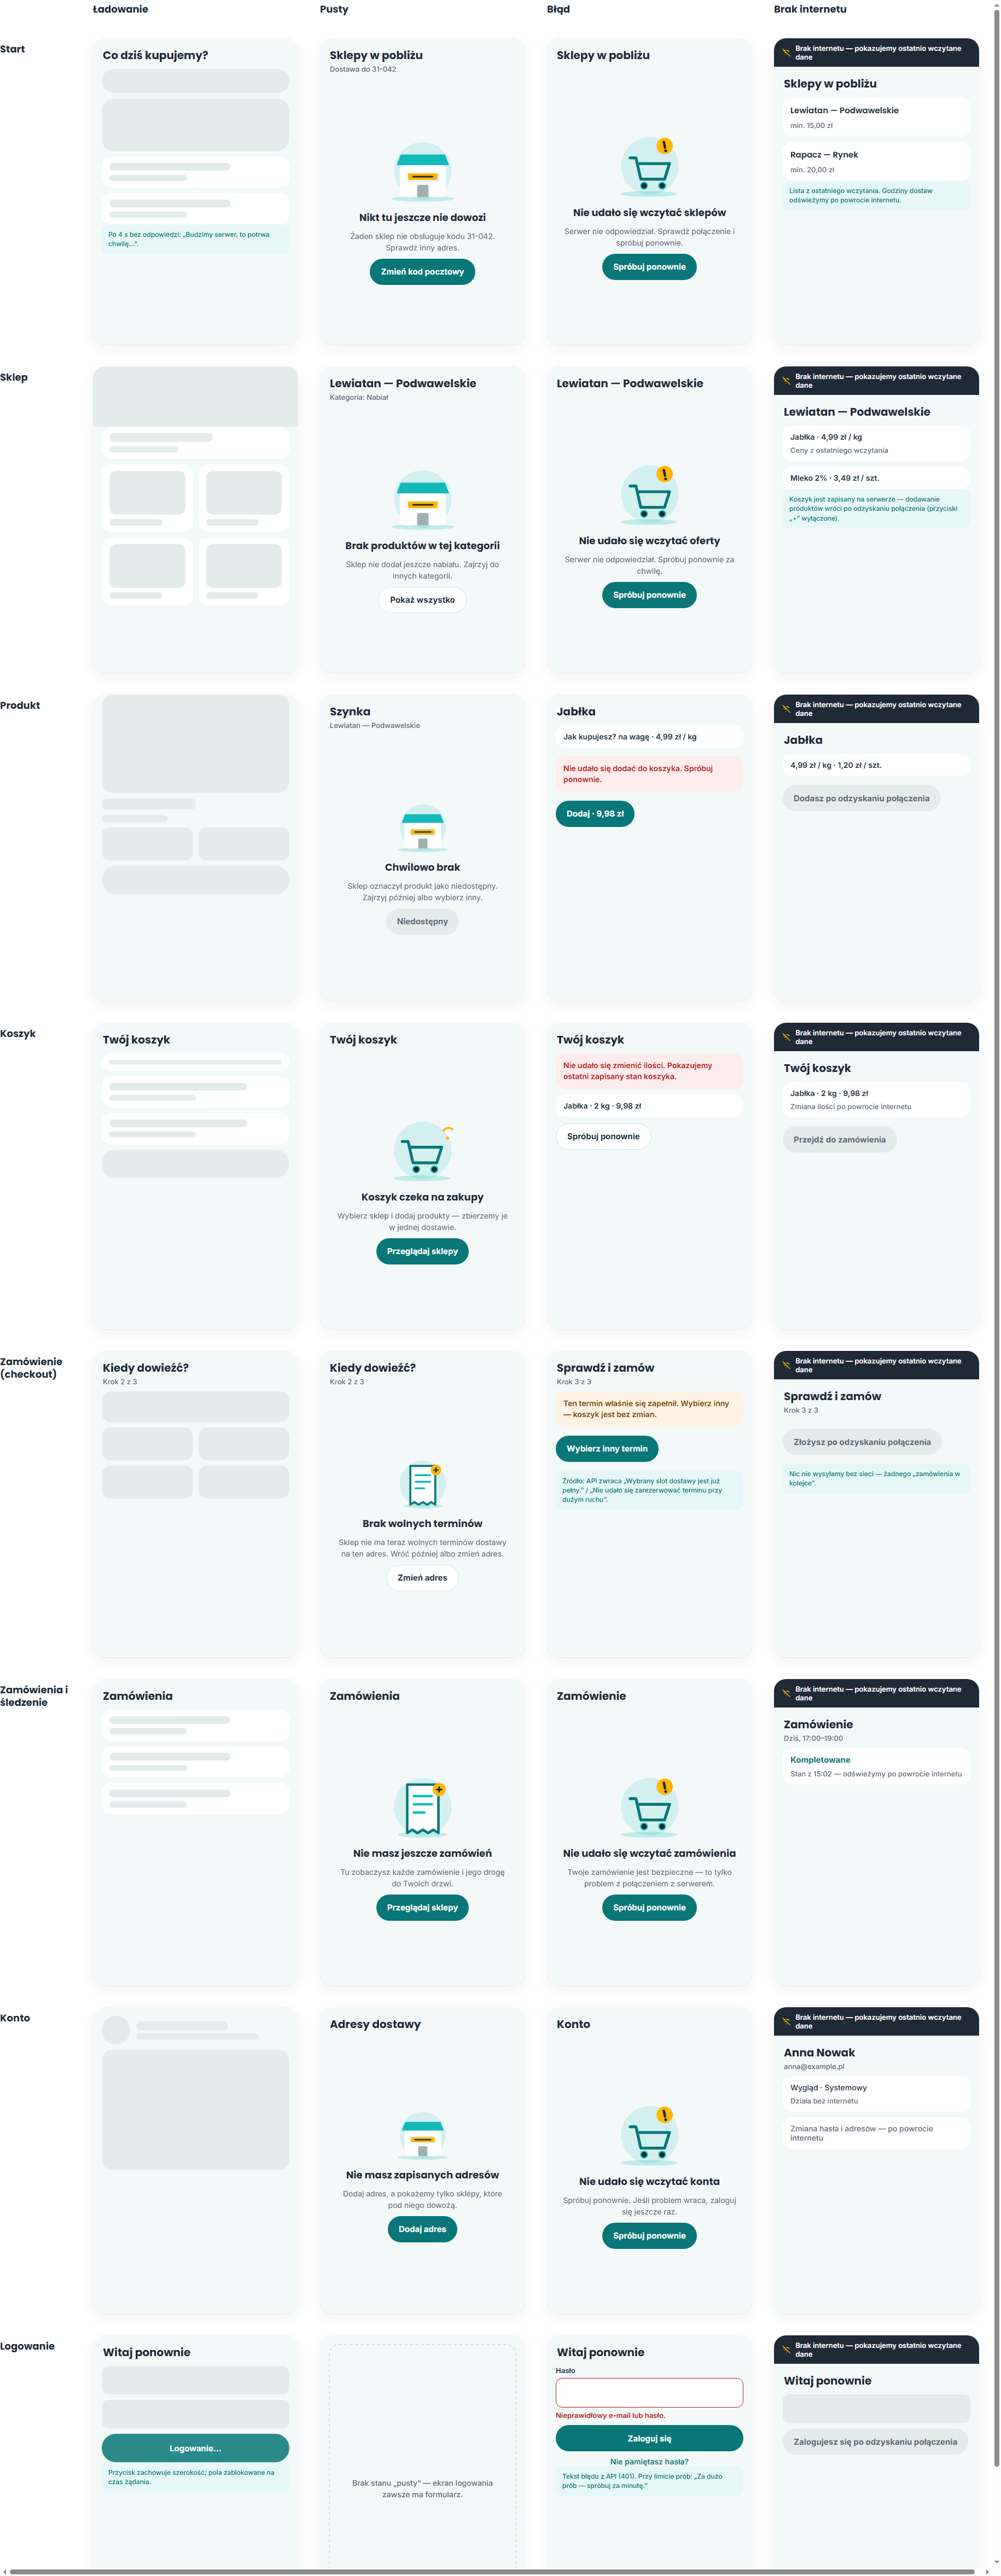 Ładowanie
Pusty
Błąd
Brak internetu
Start
Co dziś kupujemy?
Po 4 s bez odpowiedzi: „Budzimy serwer, to potrwa
chwilę…”.
Sklepy w pobliżu
Dostawa do 31-042
Nikt tu jeszcze nie dowozi
Żaden sklep nie obsługuje kodu 31-042.
Sprawdź inny adres.
Zmień kod pocztowy
Sklepy w pobliżu
Nie udało się wczytać sklepów
Serwer nie odpowiedział. Sprawdź połączenie i
spróbuj ponownie.
Spróbuj ponownie
Brak internetu — pokazujemy ostatnio wczytane
dane
Sklepy w pobliżu
Lewiatan — Podwawelskie
min. 15,00 zł
Rapacz — Rynek
min. 20,00 zł
Lista z ostatniego wczytania. Godziny dostaw
odświeżymy po powrocie internetu.
Sklep
Lewiatan — Podwawelskie
Kategoria: Nabiał
Brak produktów w tej kategorii
Sklep nie dodał jeszcze nabiału. Zajrzyj do
innych kategorii.
Pokaż wszystko
Lewiatan — Podwawelskie
Nie udało się wczytać oferty
Serwer nie odpowiedział. Spróbuj ponownie za
chwilę.
Spróbuj ponownie
Brak internetu — pokazujemy ostatnio wczytane
dane
Lewiatan — Podwawelskie
Jabłka · 4,99 zł / kg
Ceny z ostatniego wczytania
Mleko 2% · 3,49 zł / szt.
Koszyk jest zapisany na serwerze — dodawanie
produktów wróci po odzyskaniu połączenia (przyciski
„+” wyłączone).
Produkt
Szynka
Lewiatan — Podwawelskie
Chwilowo brak
Sklep oznaczył produkt jako niedostępny.
Zajrzyj później albo wybierz inny.
Niedostępny
Jabłka
Jak kupujesz? na wagę · 4,99 zł / kg
Nie udało się dodać do koszyka. Spróbuj
ponownie.
Dodaj · 9,98 zł
Brak internetu — pokazujemy ostatnio wczytane
dane
Jabłka
4,99 zł / kg · 1,20 zł / szt.
Dodasz po odzyskaniu połączenia
Koszyk
Twój koszyk
Twój koszyk
Koszyk czeka na zakupy
Wybierz sklep i dodaj produkty — zbierzemy je
w jednej dostawie.
Przeglądaj sklepy
Twój koszyk
Nie udało się zmienić ilości. Pokazujemy
ostatni zapisany stan koszyka.
Jabłka · 2 kg · 9,98 zł
Spróbuj ponownie
Brak internetu — pokazujemy ostatnio wczytane
dane
Twój koszyk
Jabłka · 2 kg · 9,98 zł
Zmiana ilości po powrocie internetu
Przejdź do zamówienia
Zamówienie
(checkout)
Kiedy dowieźć?
Krok 2 z 3
Kiedy dowieźć?
Krok 2 z 3
Brak wolnych terminów
Sklep nie ma teraz wolnych terminów dostawy
na ten adres. Wróć później albo zmień adres.
Zmień adres
Sprawdź i zamów
Krok 3 z 3
Ten termin właśnie się zapełnił. Wybierz inny
— koszyk jest bez zmian.
Wybierz inny termin
Źródło: API zwraca „Wybrany slot dostawy jest już
pełny.” / „Nie udało się zarezerwować terminu przy
dużym ruchu”.
Brak internetu — pokazujemy ostatnio wczytane
dane
Sprawdź i zamów
Krok 3 z 3
Złożysz po odzyskaniu połączenia
Nic nie wysyłamy bez sieci — żadnego „zamówienia w
kolejce”.
Zamówienia i
śledzenie
Zamówienia
Zamówienia
Nie masz jeszcze zamówień
Tu zobaczysz każde zamówienie i jego drogę
do Twoich drzwi.
Przeglądaj sklepy
Zamówienie
Nie udało się wczytać zamówienia
Twoje zamówienie jest bezpieczne — to tylko
problem z połączeniem z serwerem.
Spróbuj ponownie
Brak internetu — pokazujemy ostatnio wczytane
dane
Zamówienie
Dziś, 17:00–19:00
Kompletowane
Stan z 15:02 — odświeżymy po powrocie internetu
Konto
Adresy dostawy
Nie masz zapisanych adresów
Dodaj adres, a pokażemy tylko sklepy, które
pod niego dowożą.
Dodaj adres
Konto
Nie udało się wczytać konta
Spróbuj ponownie. Jeśli problem wraca, zaloguj
się jeszcze raz.
Spróbuj ponownie
Brak internetu — pokazujemy ostatnio wczytane
dane
Anna Nowak
anna@example.pl
Wygląd · Systemowy
Działa bez internetu
Zmiana hasła i adresów — po powrocie
internetu
Logowanie
Witaj ponownie
Logowanie…
Przycisk zachowuje szerokość; pola zablokowane na
czas żądania.
Brak stanu „pusty” — ekran logowania
zawsze ma formularz.
Witaj ponownie
Hasło
Nieprawidłowy e-mail lub hasło.
Zaloguj się
Nie pamiętasz hasła?
Tekst błędu z API (401). Przy limicie prób: „Za dużo
prób — spróbuj za minutę.”
Brak internetu — pokazujemy ostatnio wczytane
dane
Witaj ponownie
Zalogujesz się po odzyskaniu połączenia